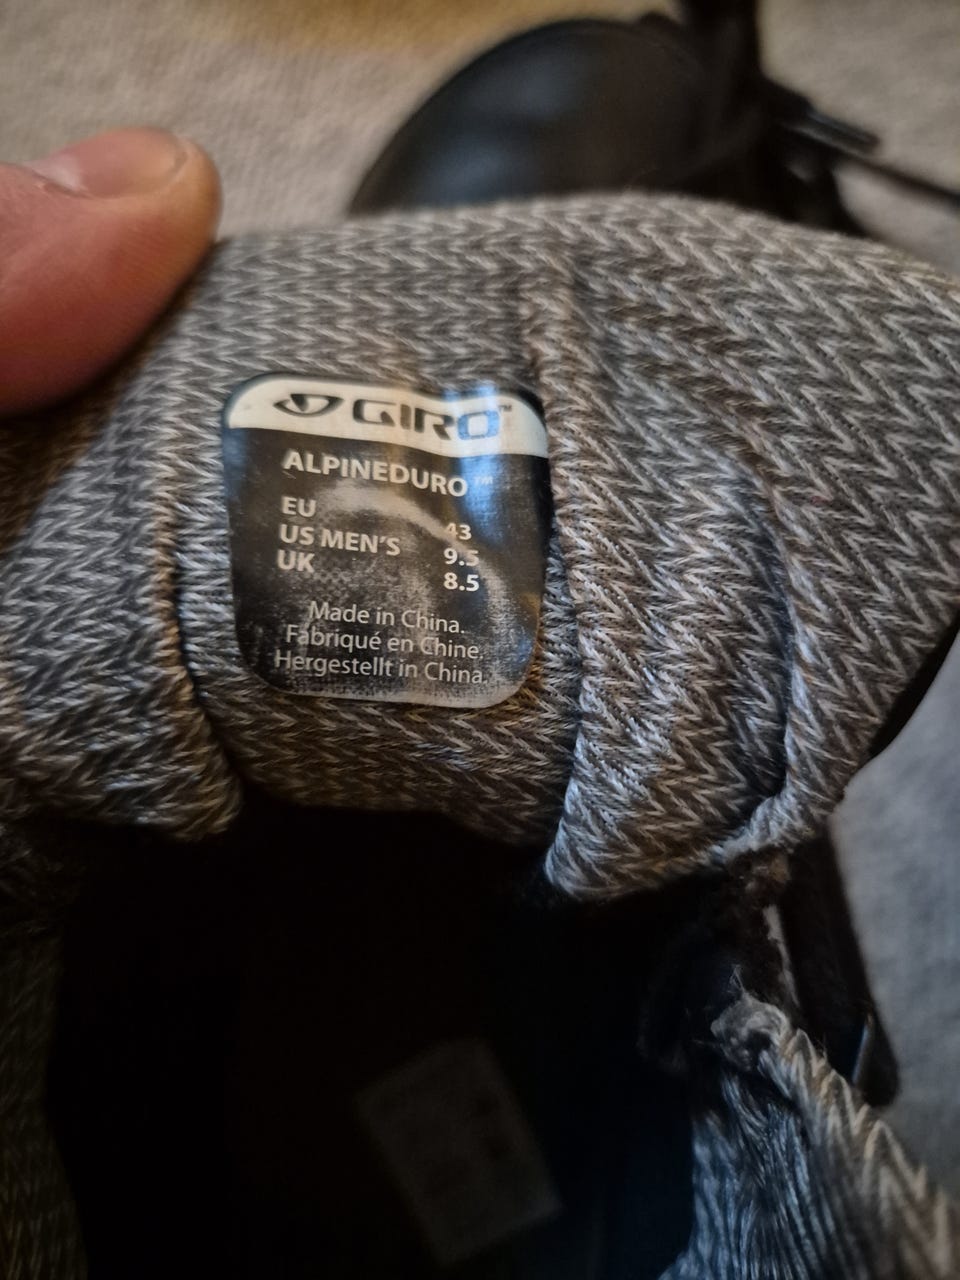 GIRO™
ALPINEDURO™
EU 43
US MEN'S 9.5
UK 8.5
Made in China.
Fabriqué en Chine.
Hergestellt in China.